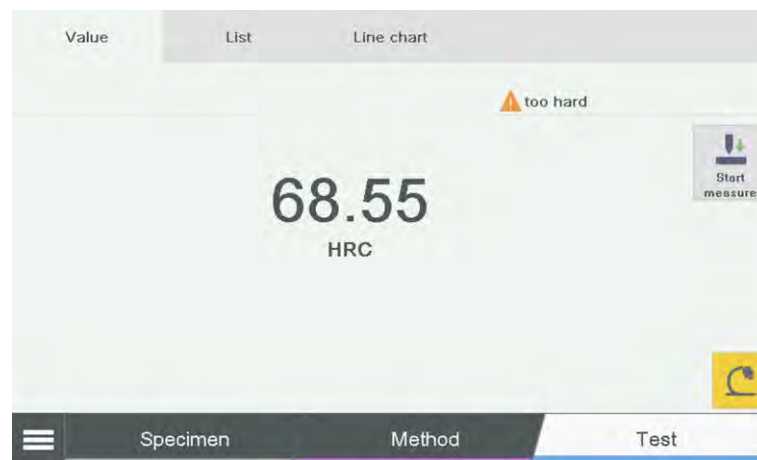 Value List Line chart
too hard
Start
measure
68.55
HRC
Specimen Method Test